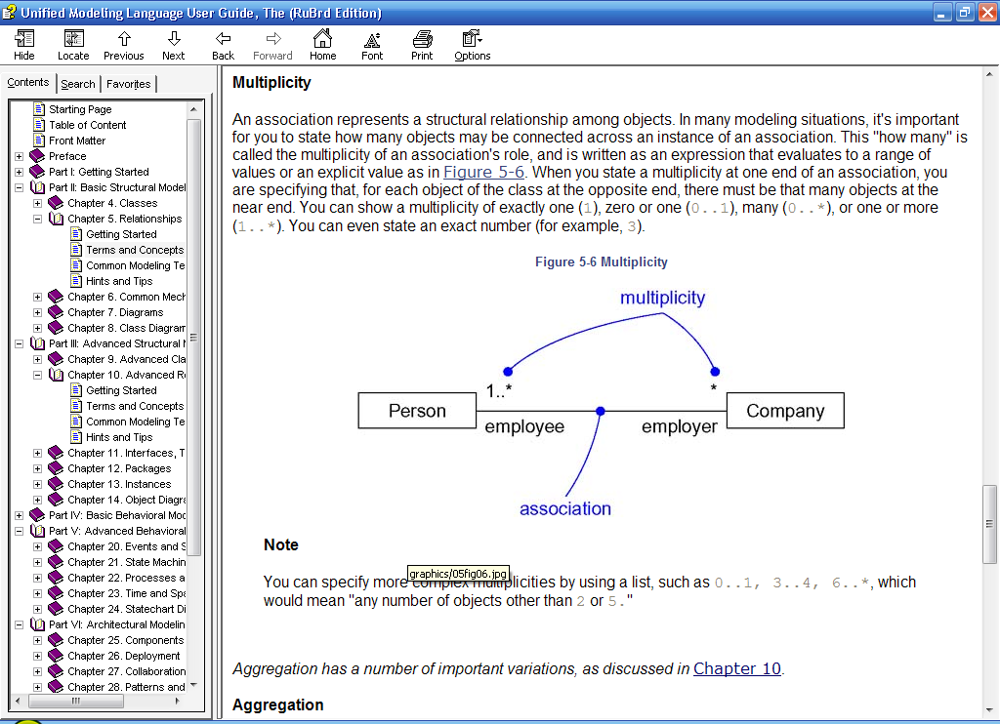 Unified Modeling Language User Guide, The (RuBrd Edition)
Hide Locate Previous Next Back Forward Home Font Print Options
Contents Search Favorites
Starting Page
Table of Content
Front Matter
Preface
Part I: Getting Started
Part II: Basic Structural Model
Chapter 4. Classes
Chapter 5. Relationships
Getting Started
Terms and Concepts
Common Modeling Te
Hints and Tips
Chapter 6. Common Mech
Chapter 7. Diagrams
Chapter 8. Class Diagram
Part III: Advanced Structural M
Chapter 9. Advanced Cla
Chapter 10. Advanced Re
Getting Started
Terms and Concepts
Common Modeling Te
Hints and Tips
Chapter 11. Interfaces, T
Chapter 12. Packages
Chapter 13. Instances
Chapter 14. Object Diagra
Part IV: Basic Behavioral Mod
Part V: Advanced Behavioral
Chapter 20. Events and S
Chapter 21. State Machin
Chapter 22. Processes a
Chapter 23. Time and Spa
Chapter 24. Statechart Di
Part VI: Architectural Modelin
Chapter 25. Components
Chapter 26. Deployment
Chapter 27. Collaboration
Chapter 28. Patterns and
Multiplicity
An association represents a structural relationship among objects. In many modeling situations, it's important
for you to state how many objects may be connected across an instance of an association. This "how many" is
called the multiplicity of an association's role, and is written as an expression that evaluates to a range of
values or an explicit value as in Figure 5-6. When you state a multiplicity at one end of an association, you
are specifying that, for each object of the class at the opposite end, there must be that many objects at the
near end. You can show a multiplicity of exactly one (1), zero or one (0..1), many (0..*), or one or more
(1..*). You can even state an exact number (for example, 3).
Figure 5-6 Multiplicity
multiplicity
1..* *
Person Company
employee employer
association
Note
graphics/05fig06.jpg
You can specify more complex multiplicities by using a list, such as 0..1, 3..4, 6..*, which
would mean "any number of objects other than 2 or 5."
Aggregation has a number of important variations, as discussed in Chapter 10.
Aggregation